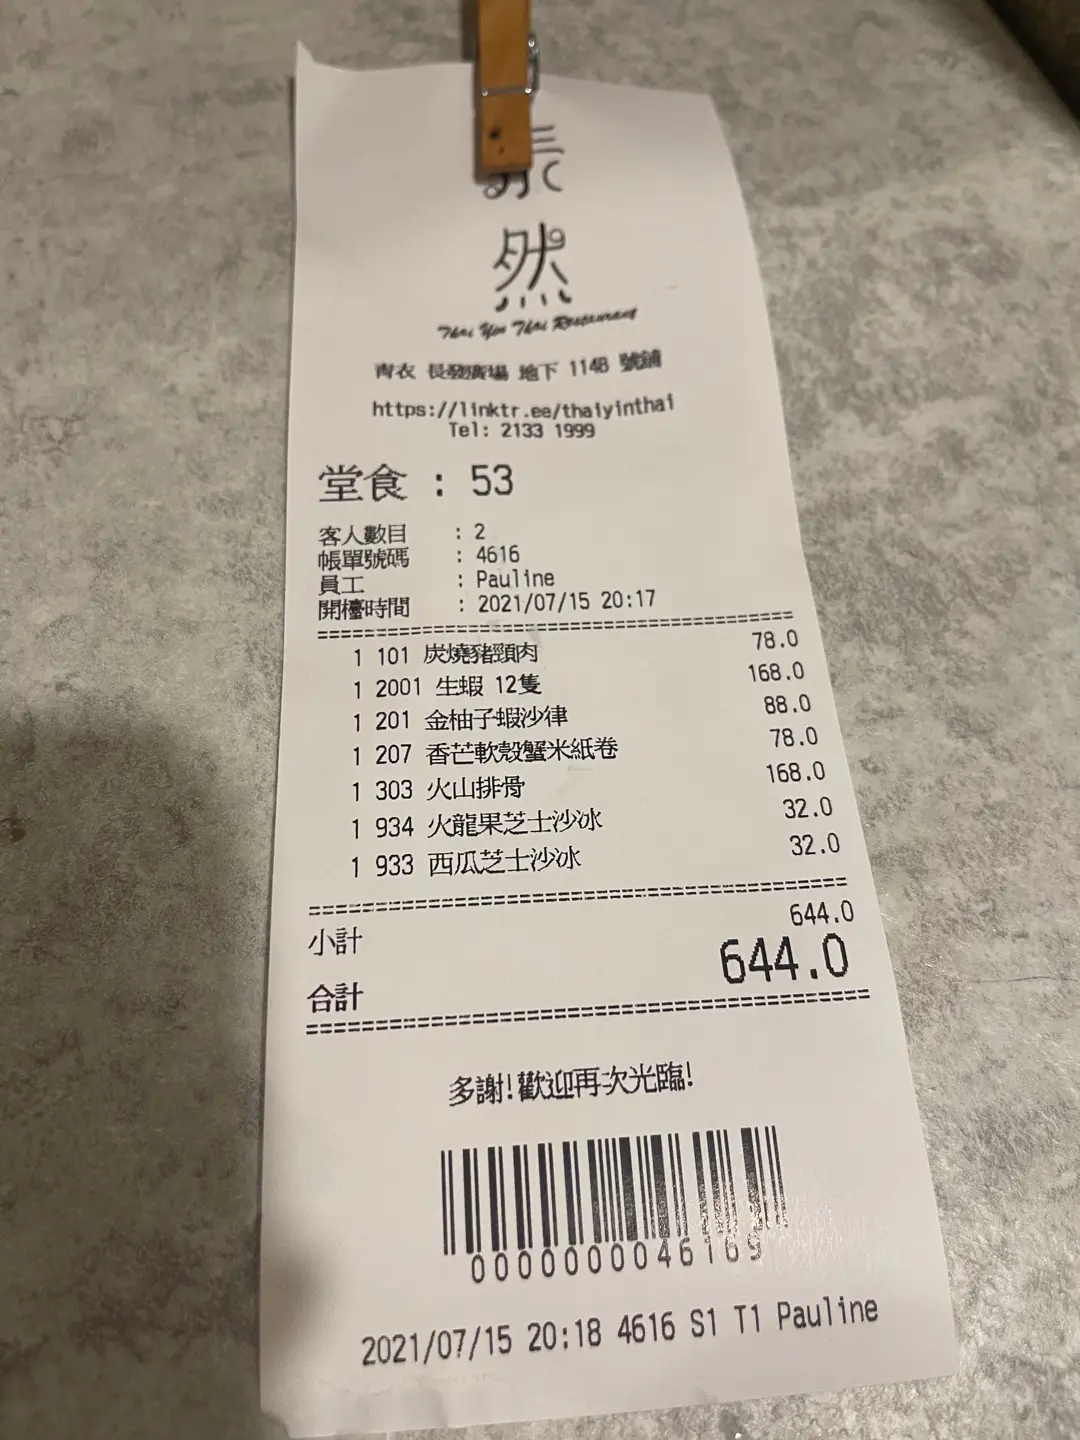 然
Thai Yin Thai Restaurant
青衣 長發廣場 地下 114B 號鋪
https://linktr.ee/thaiyinthai
Tel: 2133 1999
堂食 : 53
客人數目 : 2
帳單號碼 : 4616
員工 : Pauline
開檯時間 : 2021/07/15 20:17
1 101 炭燒豬頸肉 78.0
1 2001 生蝦 12隻 168.0
1 201 金柚子蝦沙律 88.0
1 207 香芒軟殼蟹米紙卷 78.0
1 303 火山排骨 168.0
1 934 火龍果芝士沙冰 32.0
1 933 西瓜芝士沙冰 32.0
小計 644.0
合計 644.0
多謝!歡迎再次光臨!
0000000046169
2021/07/15 20:18 4616 S1 T1 Pauline